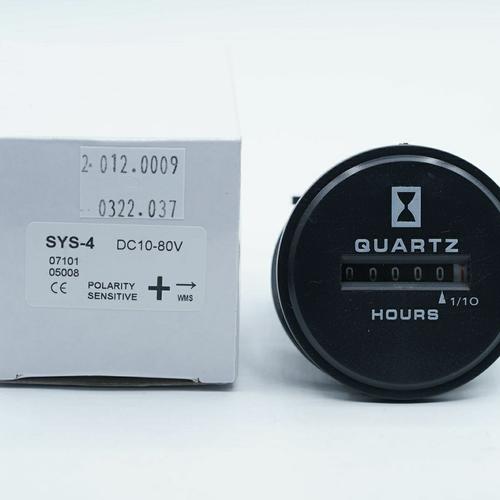 2- 012.0009
0322.037
SYS-4 DC10-80V
07101
05008
CE POLARITY SENSITIVE + → WMS
QUARTZ
00000
1/10
HOURS